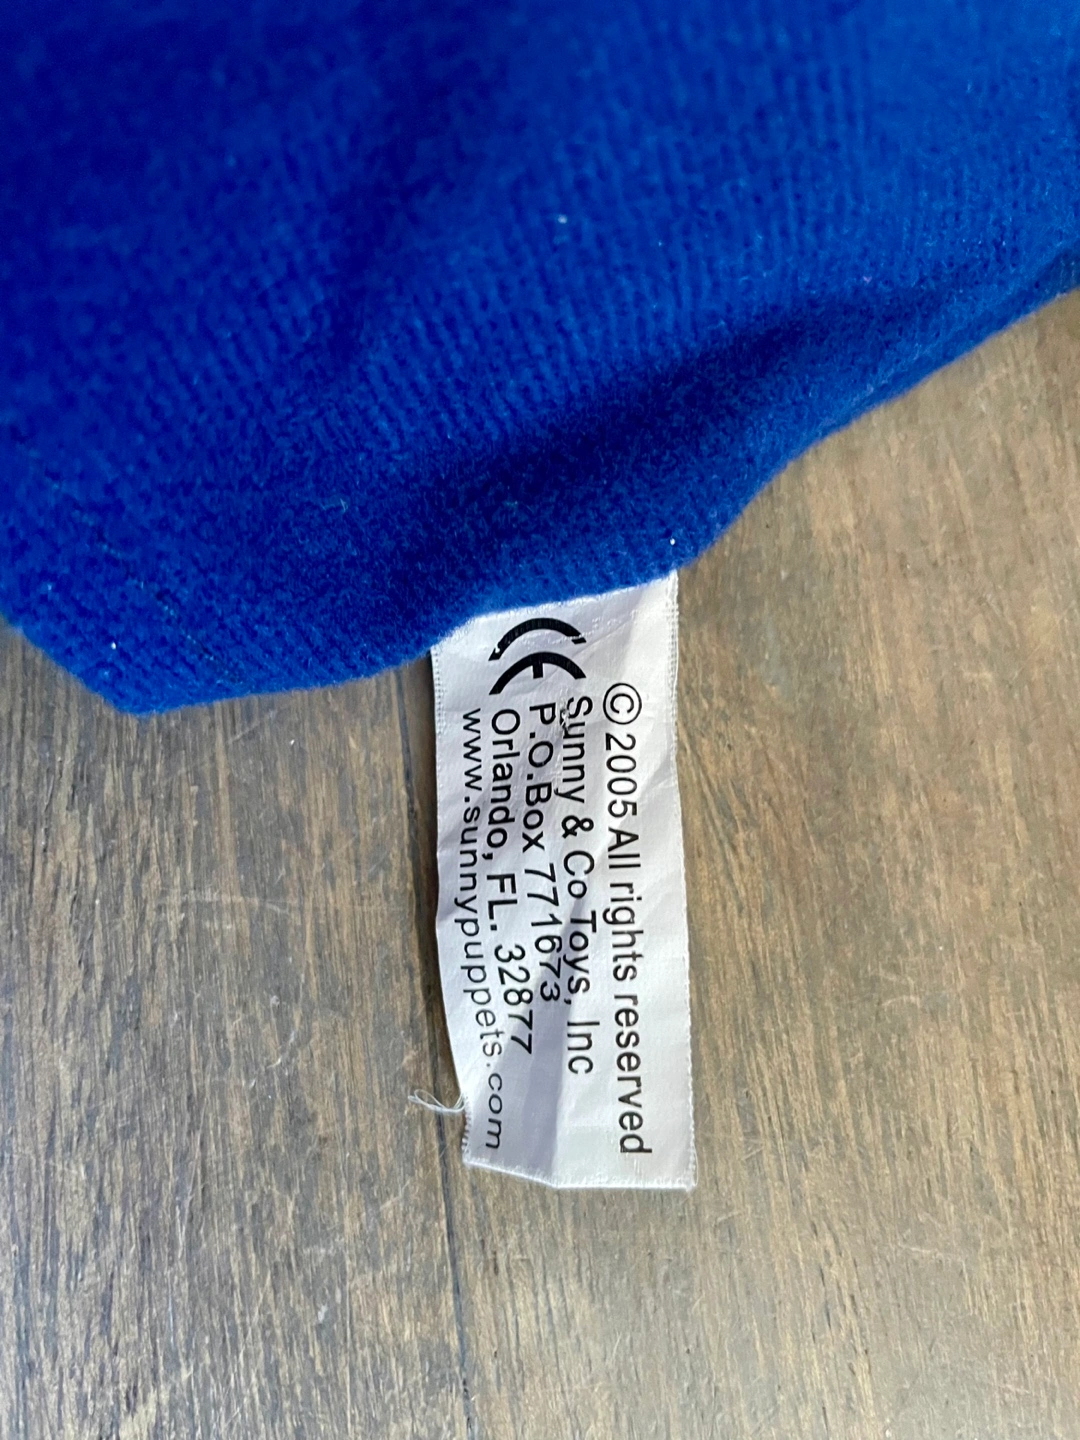 © 2005 All rights reserved
CE Sunny & Co Toys, Inc
P.O.Box 771673
Orlando, FL. 32877
www.sunnypuppets.com